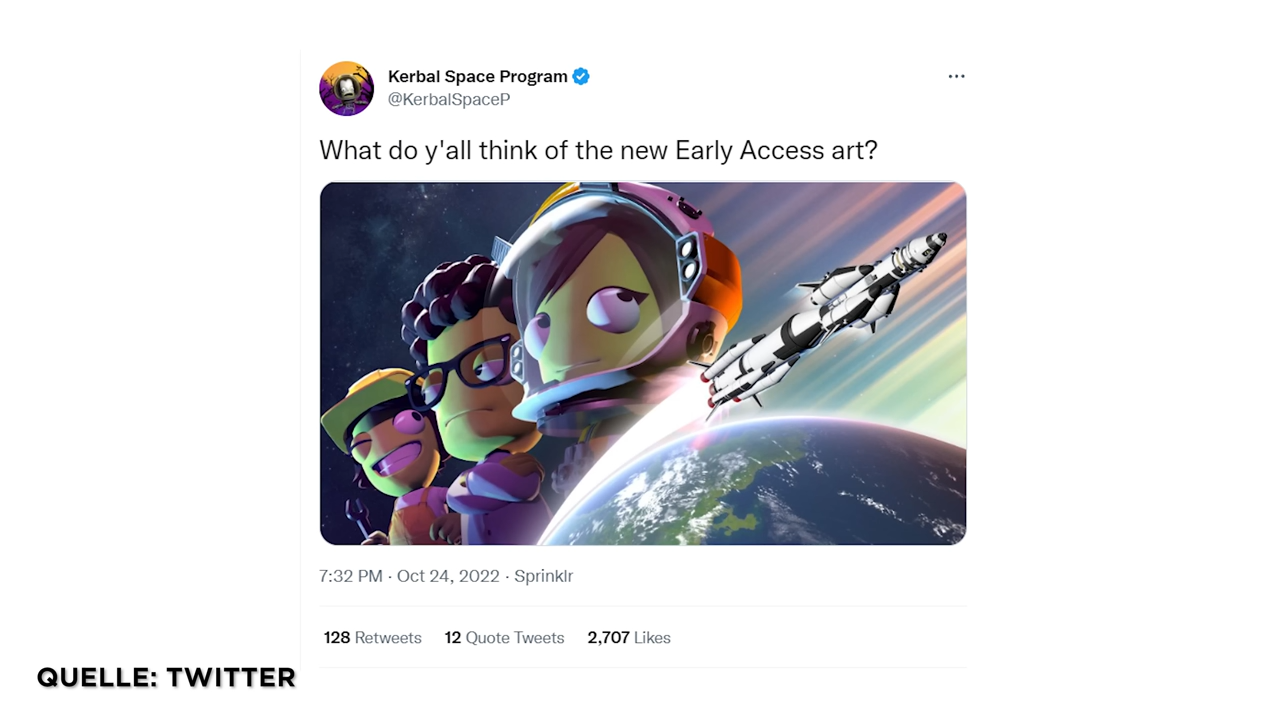 Kerbal Space Program
@KerbalSpaceP
What do y'all think of the new Early Access art?
7:32 PM · Oct 24, 2022 · Sprinklr
128 Retweets 12 Quote Tweets 2,707 Likes
QUELLE: TWITTER